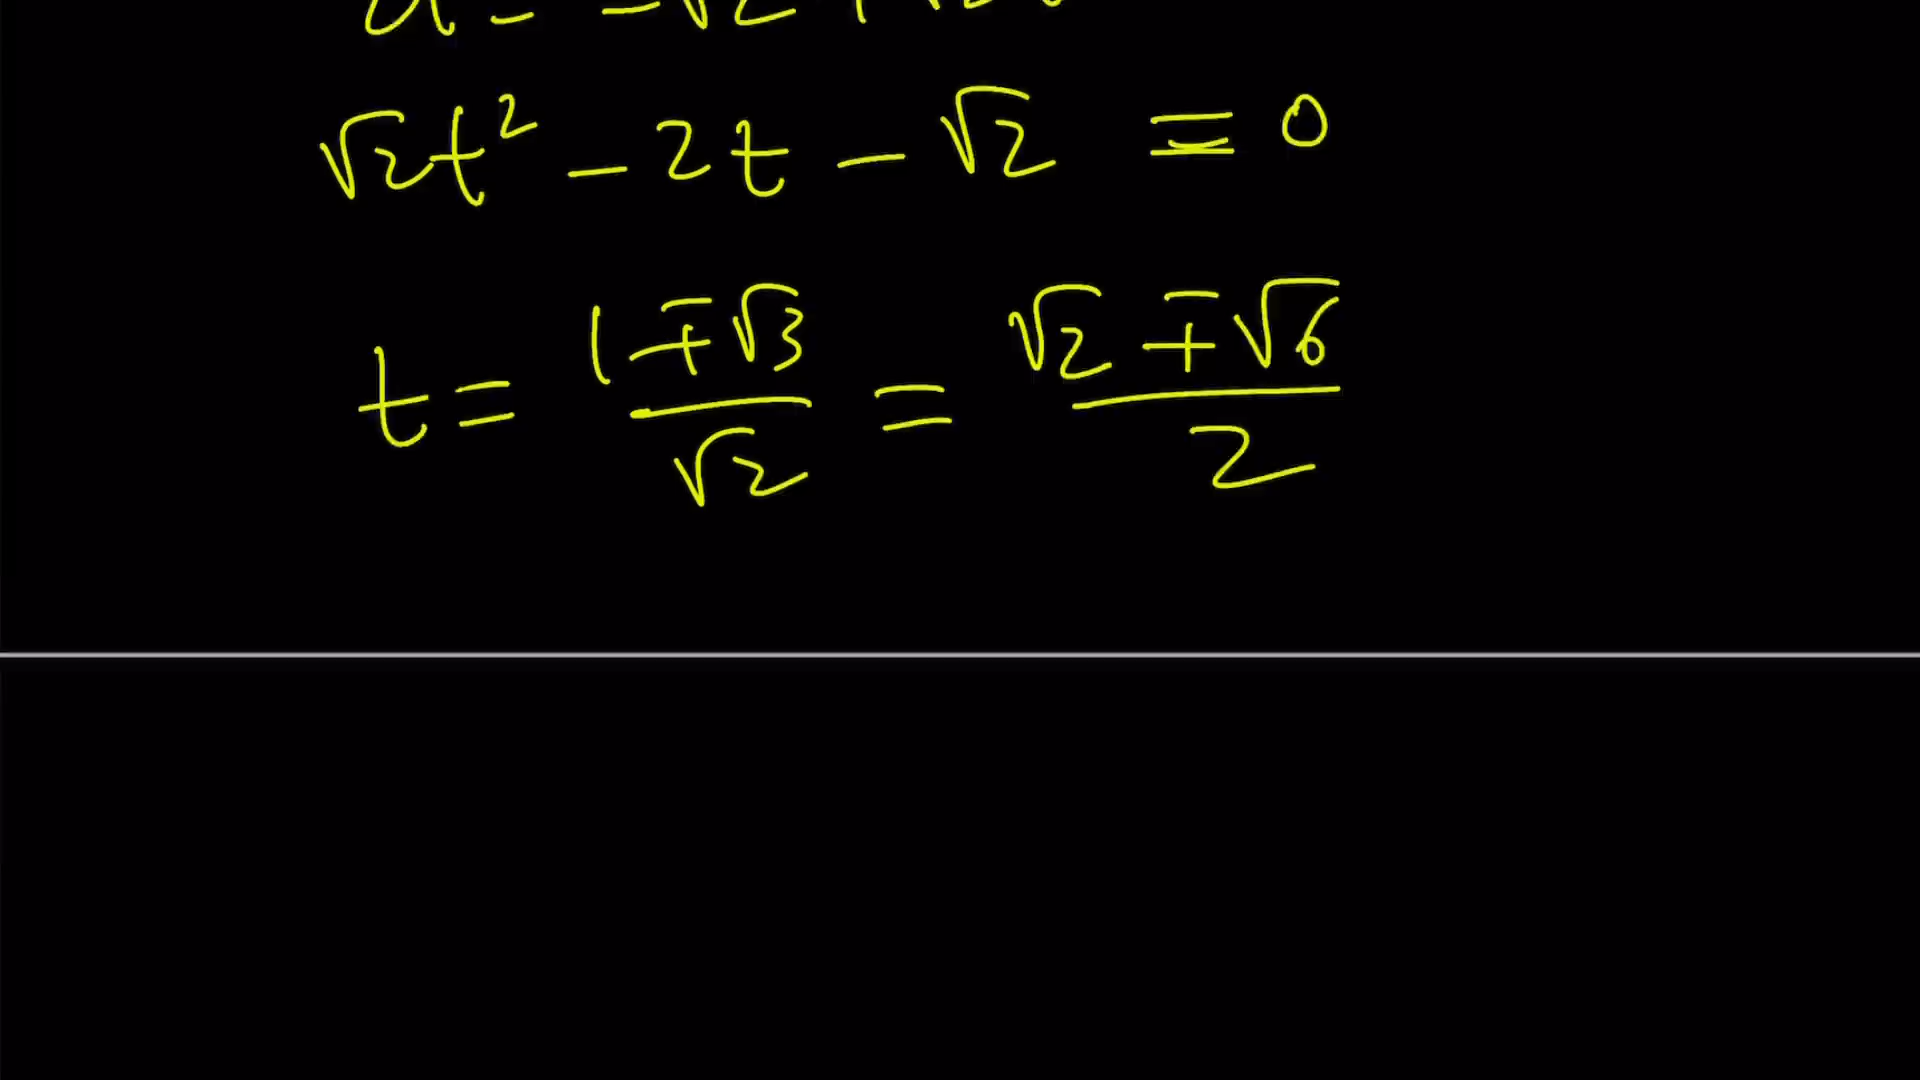 √2t² - 2t - √2 = 0
t = (1 ∓ √3)/√2 = (√2 ∓ √6)/2